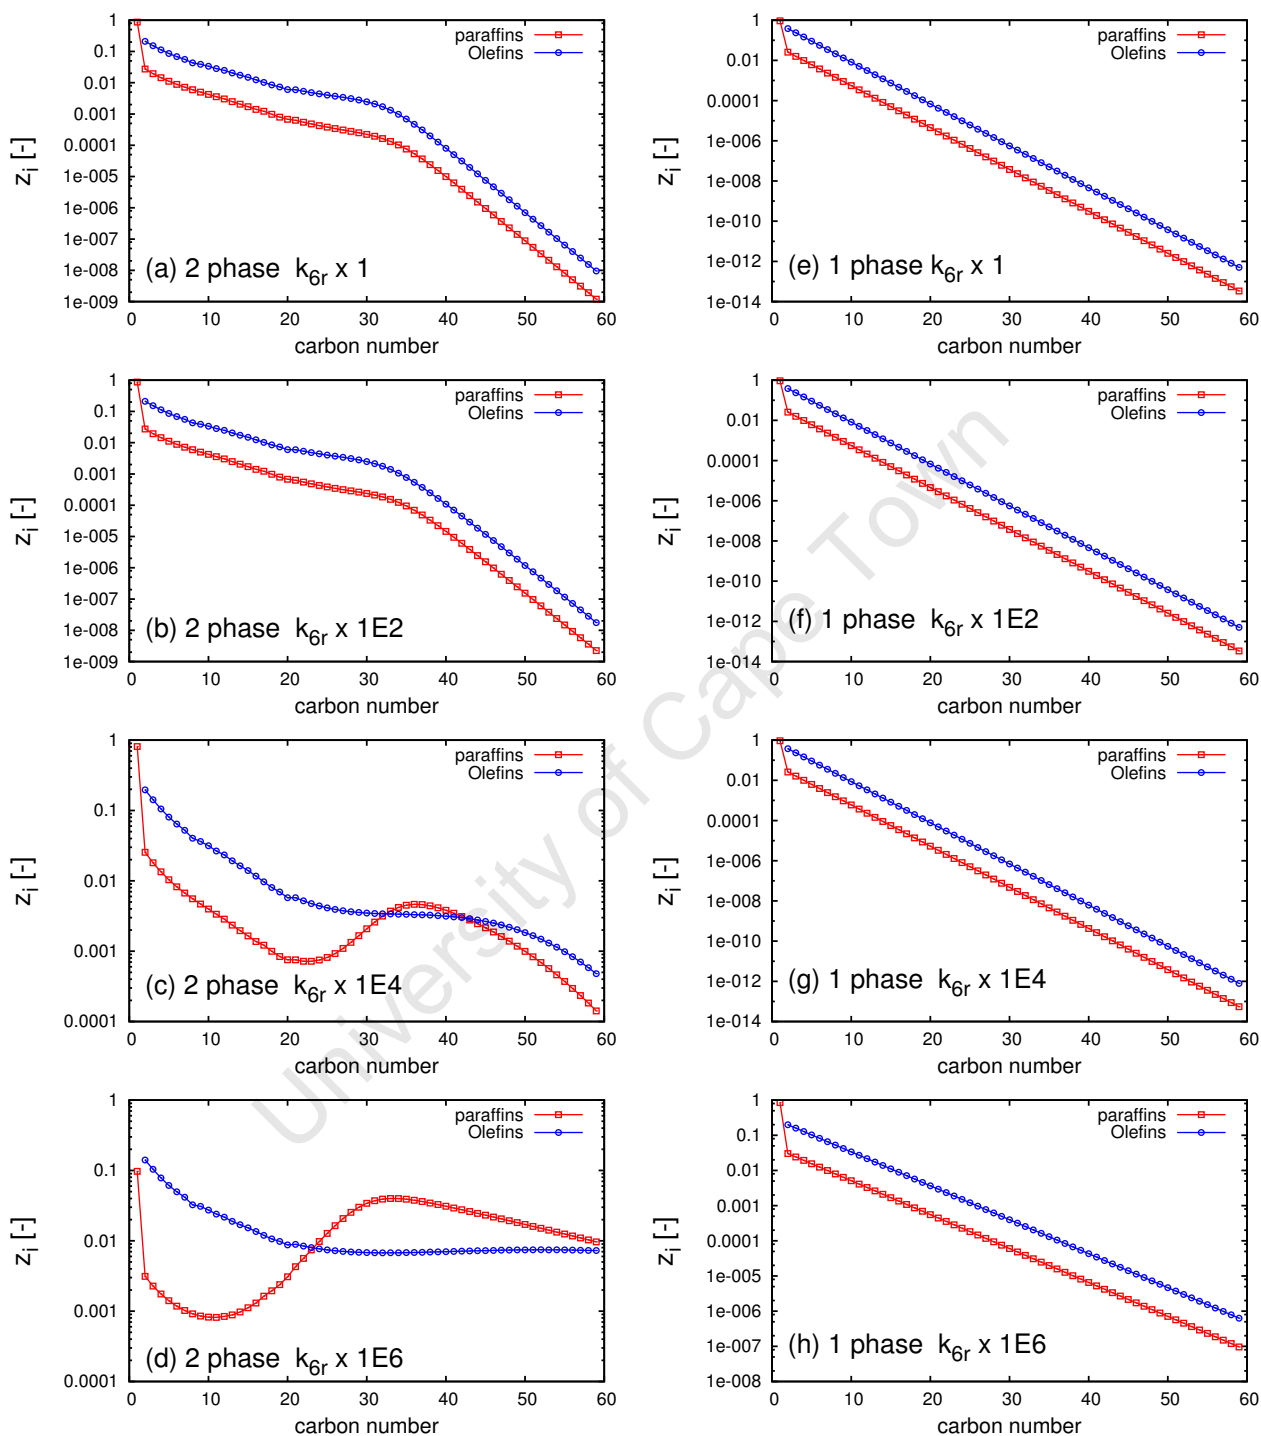 1
0.1
0.01
0.001
0.0001
1e-005
1e-006
1e-007
1e-008
1e-009
z_i [-]
paraffins
Olefins
(a) 2 phase k_6r x 1
0 10 20 30 40 50 60
carbon number
1
0.01
0.0001
1e-006
1e-008
1e-010
1e-012
1e-014
z_i [-]
paraffins
Olefins
(e) 1 phase k_6r x 1
0 10 20 30 40 50 60
carbon number
1
0.1
0.01
0.001
0.0001
1e-005
1e-006
1e-007
1e-008
1e-009
z_i [-]
paraffins
Olefins
(b) 2 phase k_6r x 1E2
0 10 20 30 40 50 60
carbon number
1
0.01
0.0001
1e-006
1e-008
1e-010
1e-012
1e-014
z_i [-]
paraffins
Olefins
(f) 1 phase k_6r x 1E2
0 10 20 30 40 50 60
carbon number
1
0.1
0.01
0.001
0.0001
z_i [-]
paraffins
Olefins
(c) 2 phase k_6r x 1E4
0 10 20 30 40 50 60
carbon number
1
0.01
0.0001
1e-006
1e-008
1e-010
1e-012
1e-014
z_i [-]
paraffins
Olefins
(g) 1 phase k_6r x 1E4
0 10 20 30 40 50 60
carbon number
1
0.1
0.01
0.001
0.0001
z_i [-]
paraffins
Olefins
(d) 2 phase k_6r x 1E6
0 10 20 30 40 50 60
carbon number
1
0.1
0.01
0.001
0.0001
1e-005
1e-006
1e-007
1e-008
z_i [-]
paraffins
Olefins
(h) 1 phase k_6r x 1E6
0 10 20 30 40 50 60
carbon number
University of Cape Town